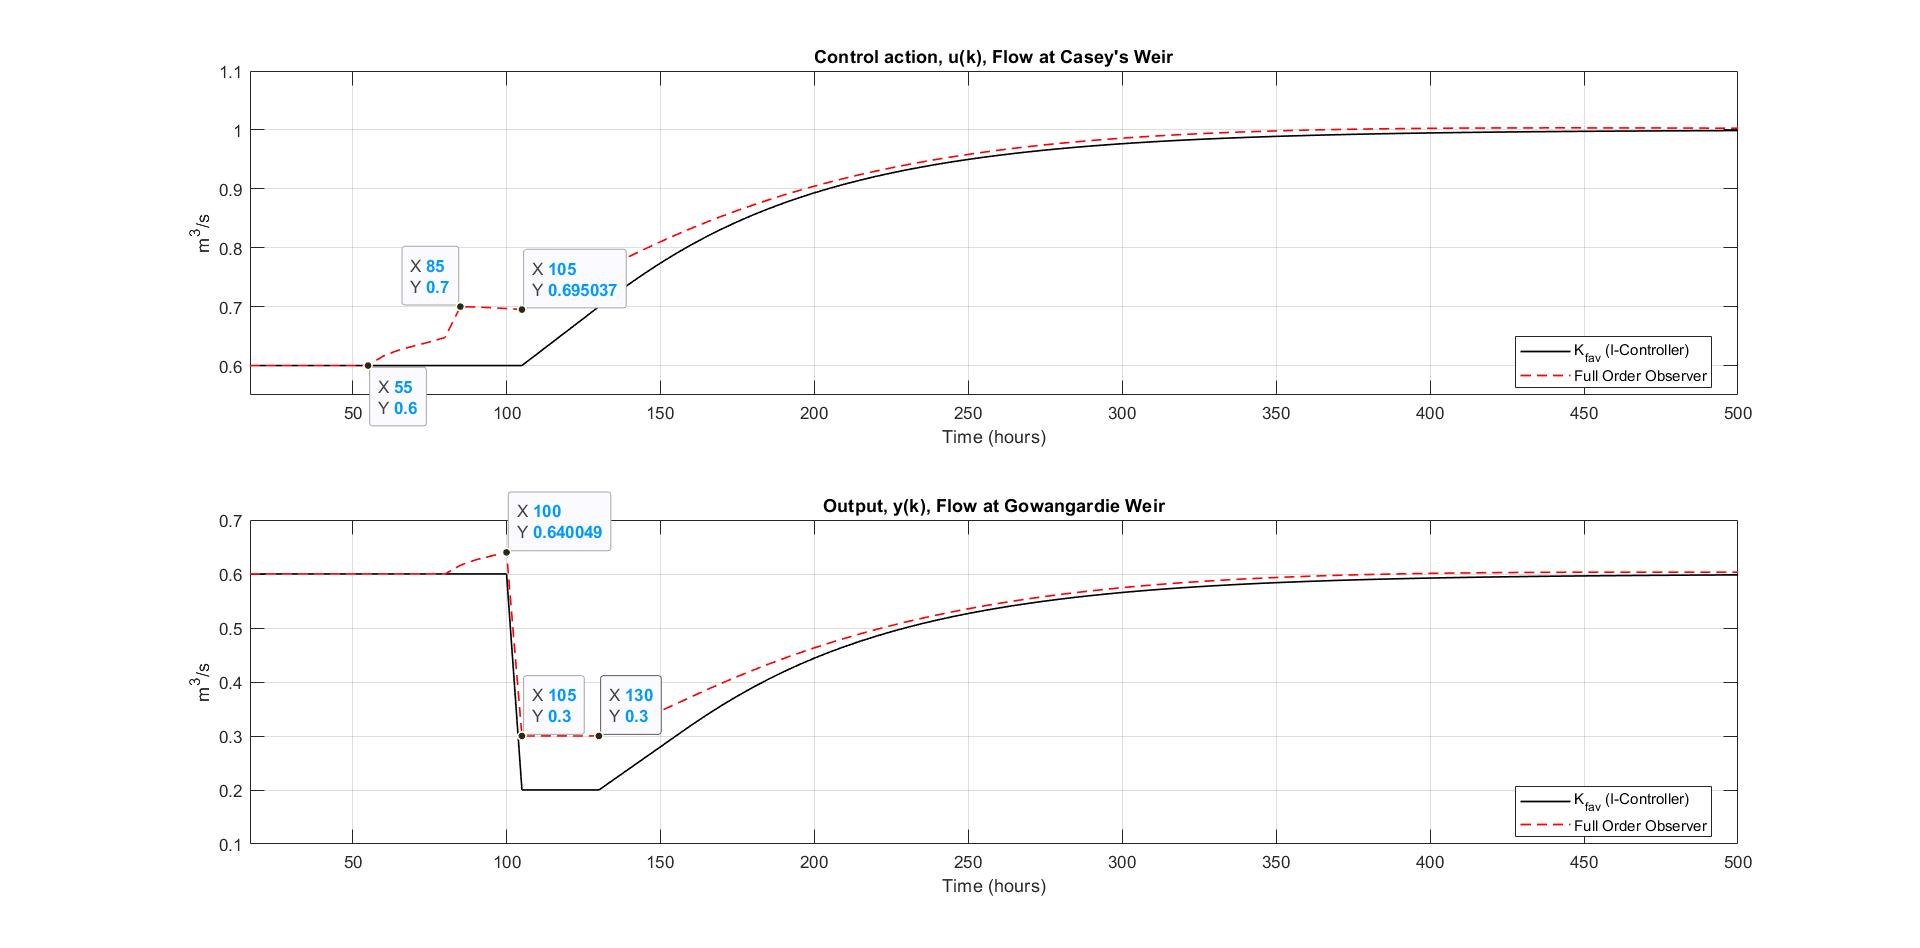 Control action, u(k), Flow at Casey's Weir
1.1
1
0.9
0.8
0.7
0.6
m³/s
X 85
Y 0.7
X 105
Y 0.695037
X 55
Y 0.6
K_fav (I-Controller)
Full Order Observer
50 100 150 200 250 300 350 400 450 500
Time (hours)
Output, y(k), Flow at Gowangardie Weir
0.7
0.6
0.5
0.4
0.3
0.2
0.1
m³/s
X 100
Y 0.640049
X 105
Y 0.3
X 130
Y 0.3
K_fav (I-Controller)
Full Order Observer
50 100 150 200 250 300 350 400 450 500
Time (hours)